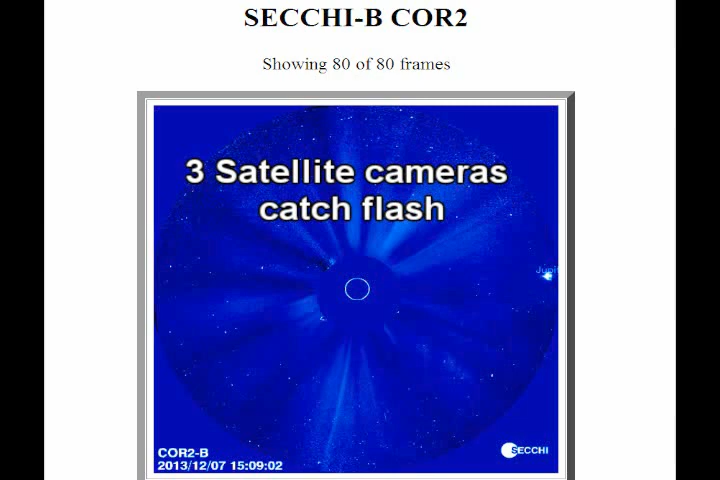 SECCHI-B COR2
Showing 80 of 80 frames
3 Satellite cameras
catch flash
COR2-B
2013/12/07 15:09:02
SECCHI